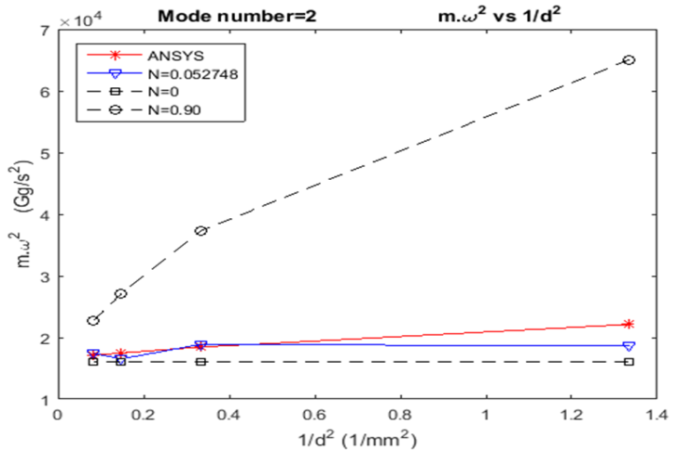 Mode number=2 m.ω² vs 1/d²
×10⁴
7
6
5
4
3
2
1
m.ω² (Gg/s²)
ANSYS
N=0.052748
N=0
N=0.90
0 0.2 0.4 0.6 0.8 1 1.2 1.4
1/d² (1/mm²)